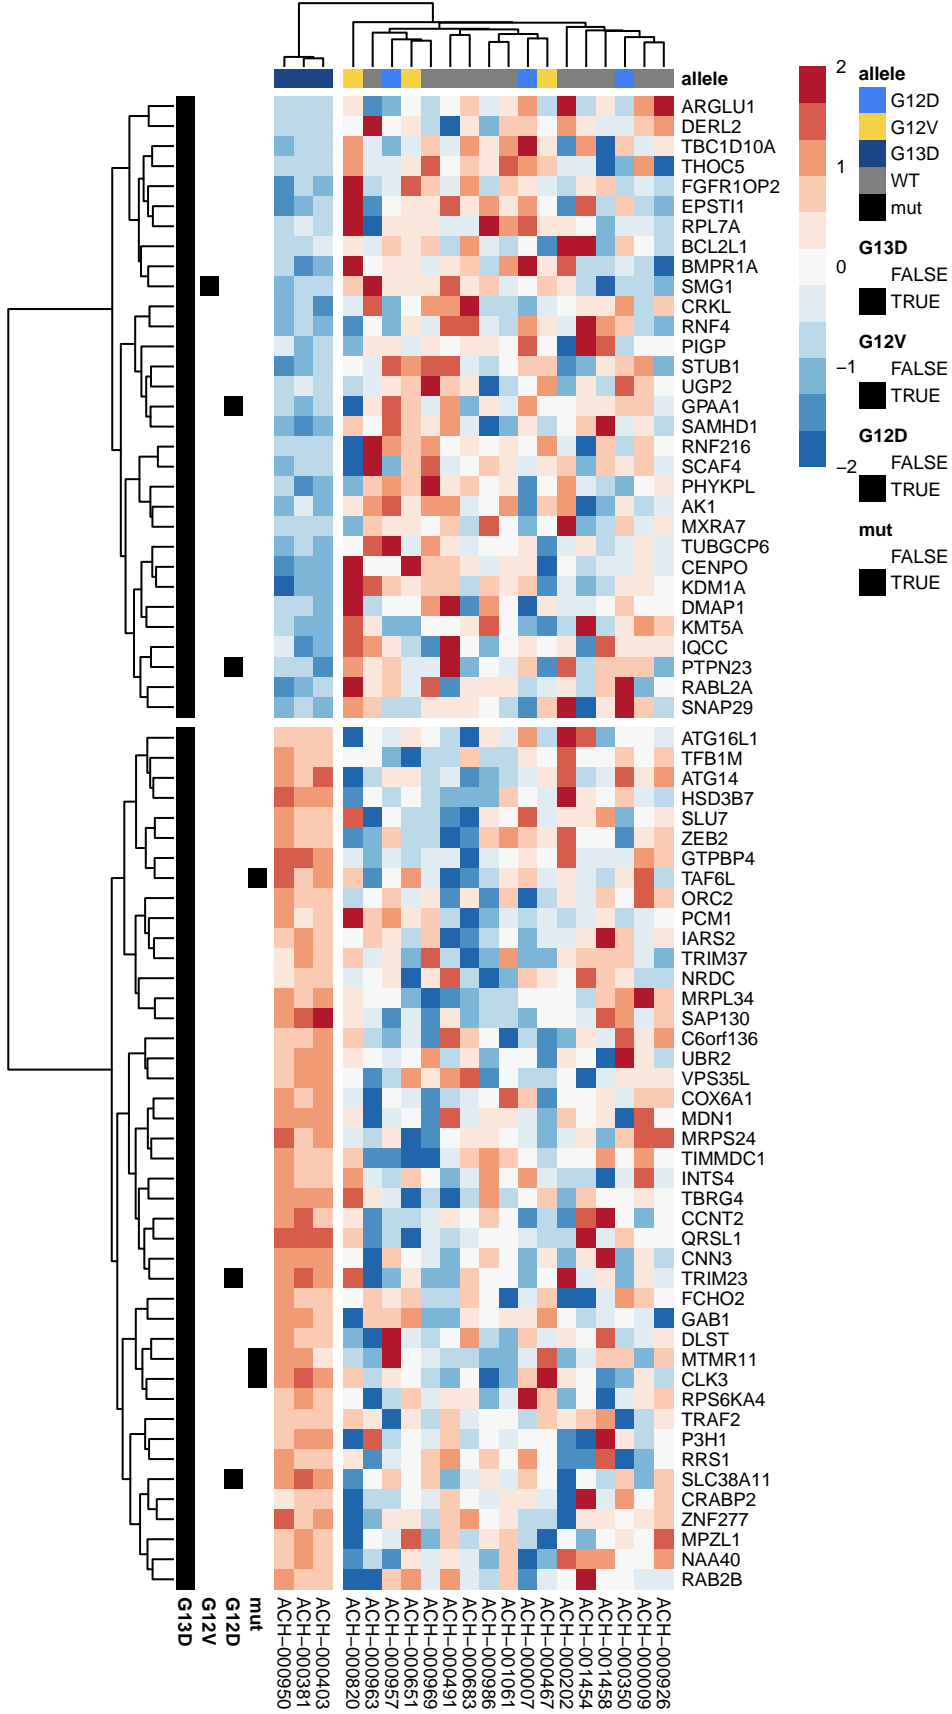 allele
ARGLU1
DERL2
TBC1D10A
THOC5
FGFR1OP2
EPSTI1
RPL7A
BCL2L1
BMPR1A
SMG1
CRKL
RNF4
PIGP
STUB1
UGP2
GPAA1
SAMHD1
RNF216
SCAF4
PHYKPL
AK1
MXRA7
TUBGCP6
CENPO
KDM1A
DMAP1
KMT5A
IQCC
PTPN23
RABL2A
SNAP29
ATG16L1
TFB1M
ATG14
HSD3B7
SLU7
ZEB2
GTPBP4
TAF6L
ORC2
PCM1
IARS2
TRIM37
NRDC
MRPL34
SAP130
C6orf136
UBR2
VPS35L
COX6A1
MDN1
MRPS24
TIMMDC1
INTS4
TBRG4
CCNT2
QRSL1
CNN3
TRIM23
FCHO2
GAB1
DLST
MTMR11
CLK3
RPS6KA4
TRAF2
P3H1
RRS1
SLC38A11
CRABP2
ZNF277
MPZL1
NAA40
RAB2B
2
1
0
−1
−2
allele
G12D
G12V
G13D
WT
mut
G13D
FALSE
TRUE
G12V
FALSE
TRUE
G12D
FALSE
TRUE
mut
FALSE
TRUE
G13D
G12V
G12D
mut
ACH−000950
ACH−000381
ACH−000403
ACH−000820
ACH−000963
ACH−000957
ACH−000651
ACH−000969
ACH−000491
ACH−000683
ACH−000986
ACH−001061
ACH−000007
ACH−000467
ACH−000202
ACH−001454
ACH−001458
ACH−000350
ACH−000009
ACH−000926